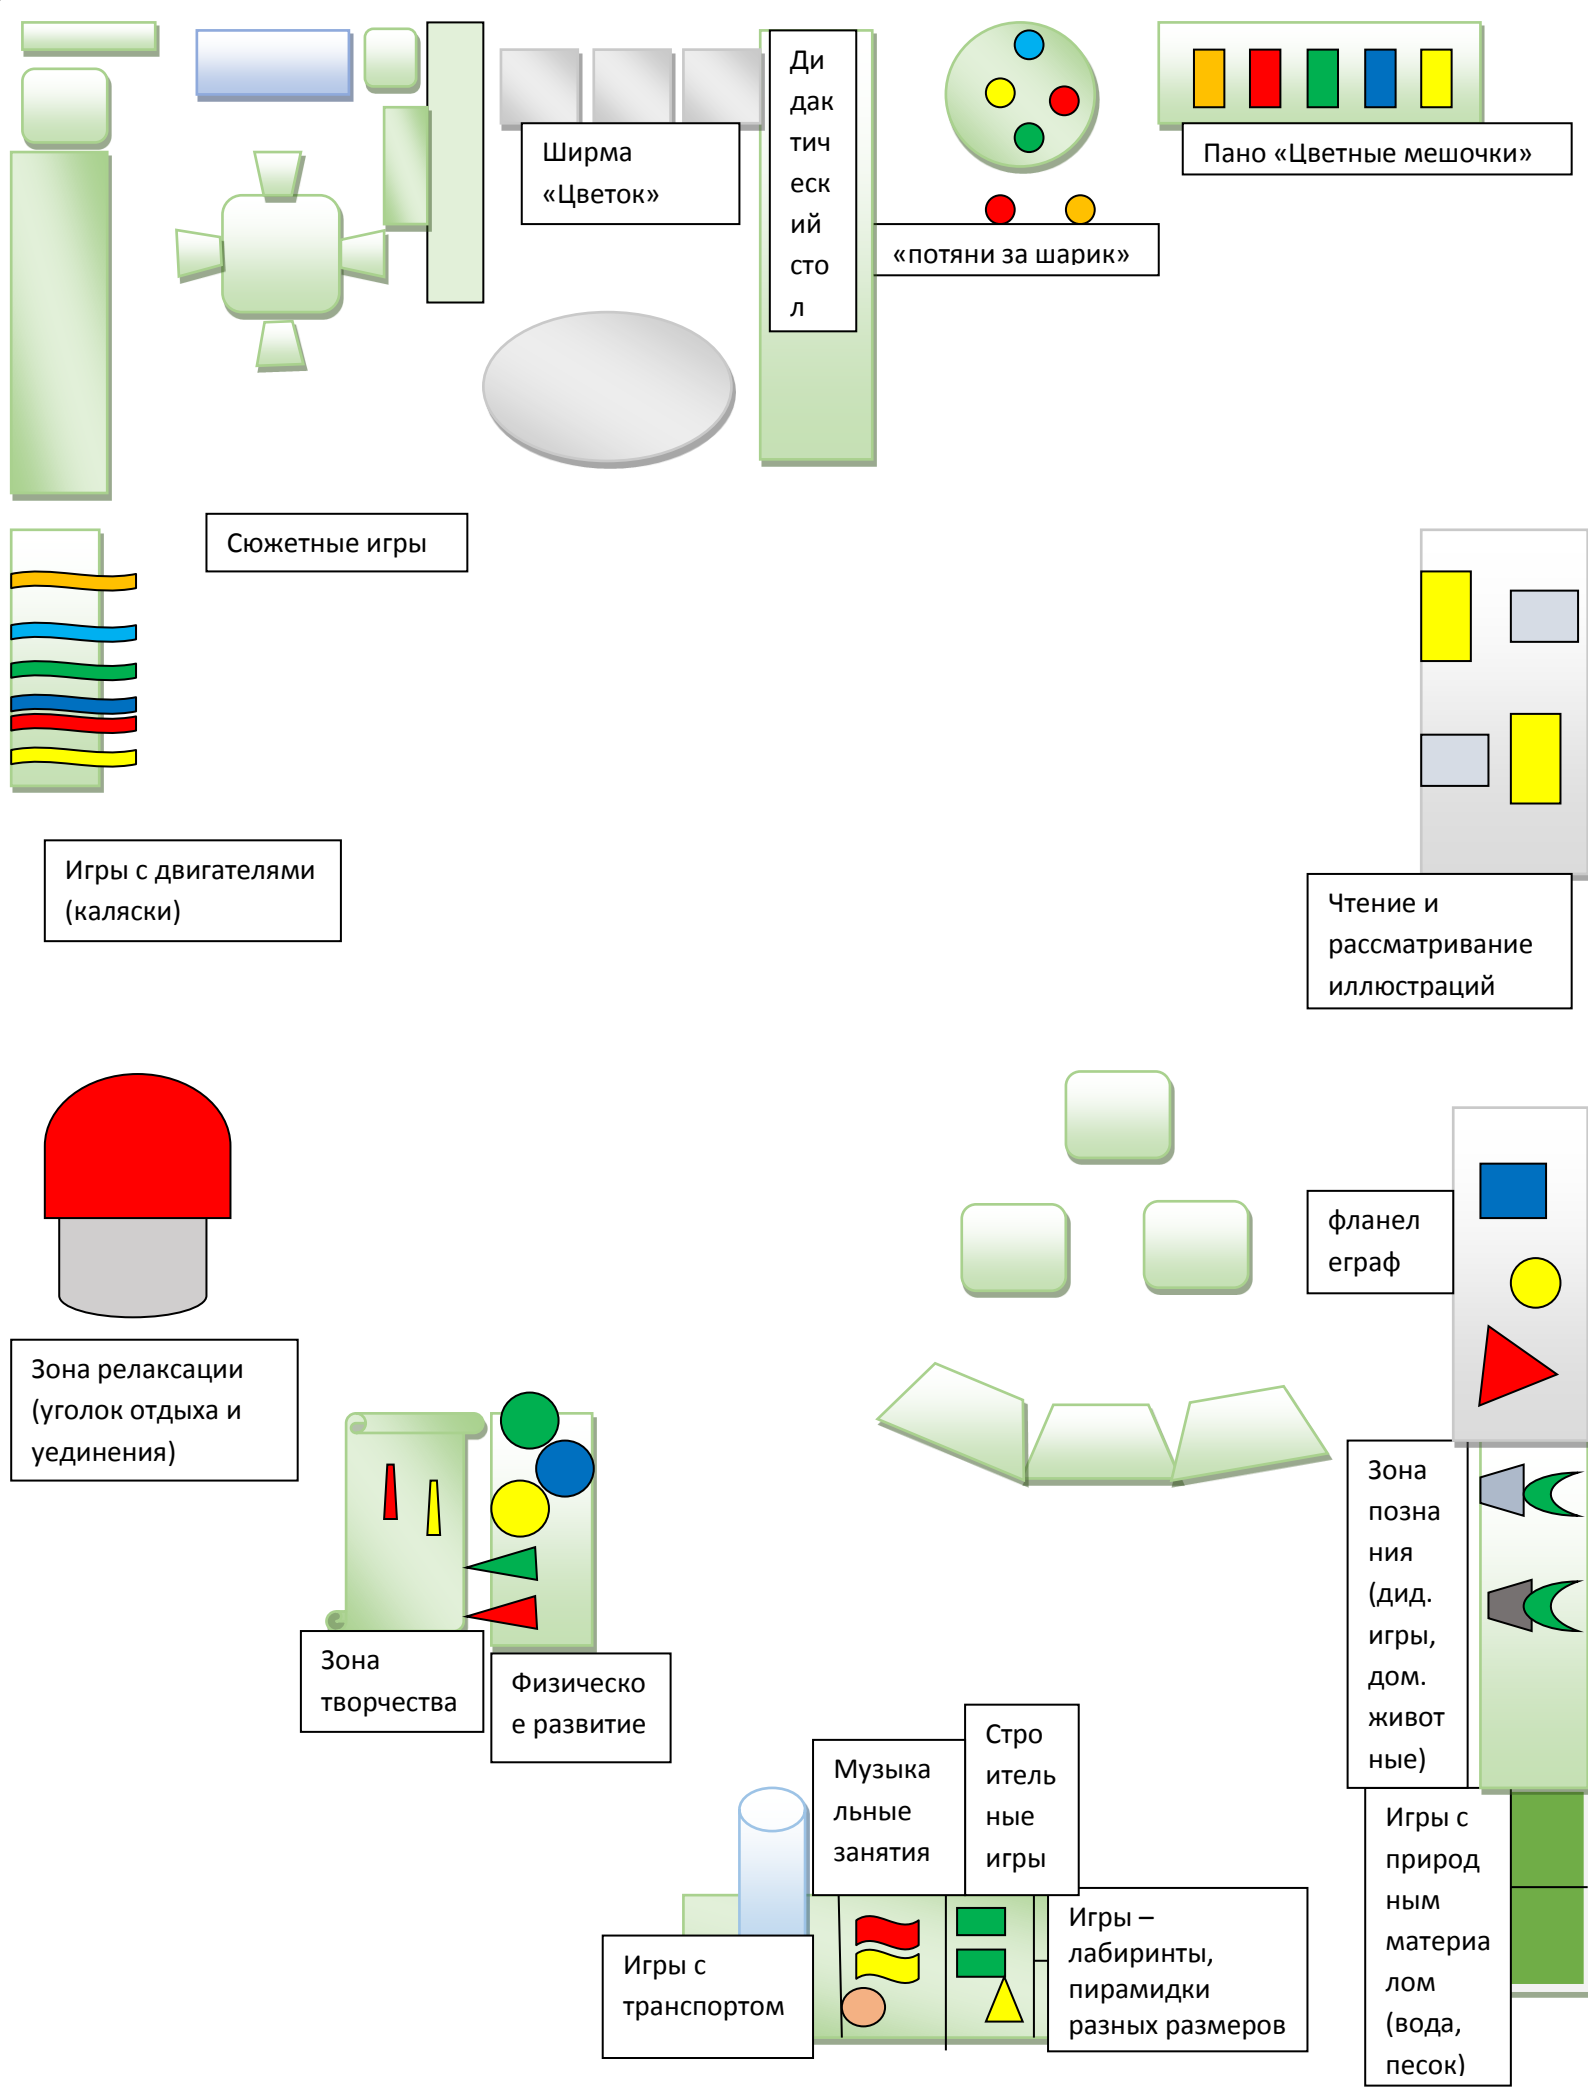 Ширма
«Цветок»
Ди
дак
тич
еск
ий
сто
л
Пано «Цветные мешочки»
«потяни за шарик»
Сюжетные игры
Игры с двигателями
(каляски)
Чтение и
рассматривание
иллюстраций
фланел
еграф
Зона релаксации
(уголок отдыха и
уединения)
Зона
позна
ния
(дид.
игры,
дом.
живот
ные)
Зона
творчества
Физическо
е развитие
Музыка
льные
занятия
Стро
итель
ные
игры
Игры с
транспортом
Игры –
лабиринты,
пирамидки
разных размеров
Игры с
природ
ным
материа
лом
(вода,
песок)